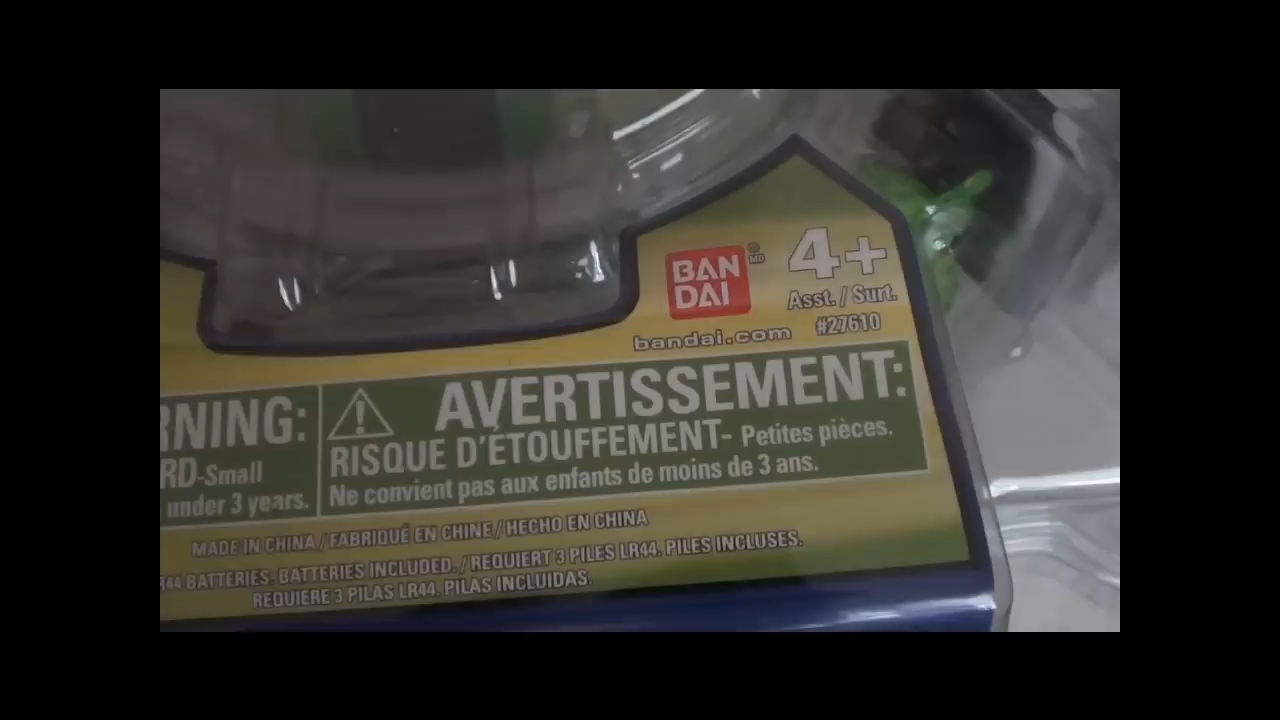 BAN
DAI
® MD
4+
Asst. / Surt.
#27610
bandai.com
RNING:
RD-Small
under 3 years.
AVERTISSEMENT:
RISQUE D'ÉTOUFFEMENT- Petites pièces.
Ne convient pas aux enfants de moins de 3 ans.
MADE IN CHINA / FABRIQUÉ EN CHINE / HECHO EN CHINA
R44 BATTERIES. BATTERIES INCLUDED. / REQUIERT 3 PILES LR44. PILES INCLUSES.
REQUIERE 3 PILAS LR44. PILAS INCLUIDAS.